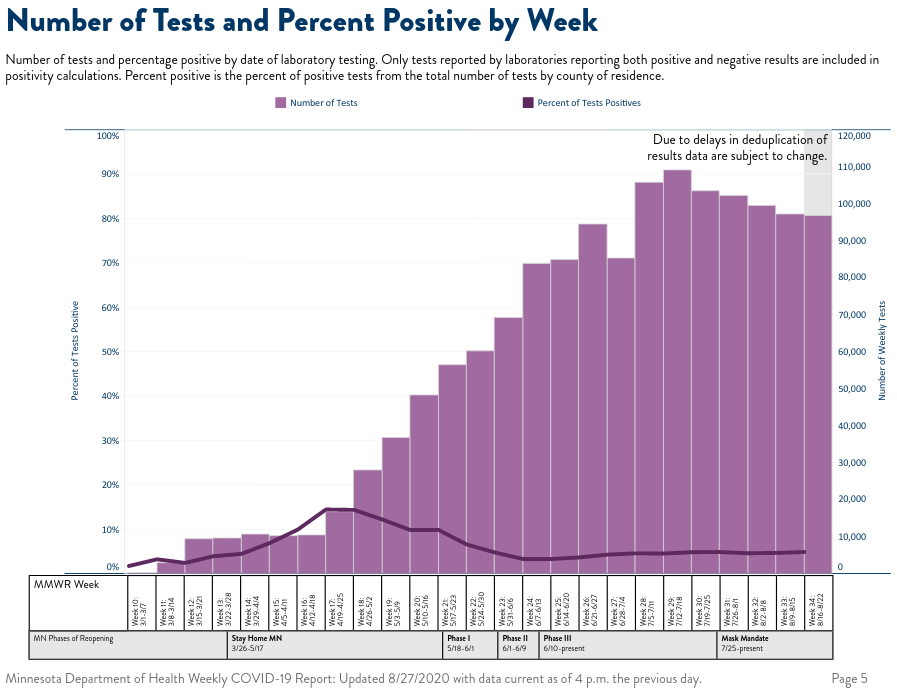 Number of Tests and Percent Positive by Week
Number of tests and percentage positive by date of laboratory testing. Only tests reported by laboratories reporting both positive and negative results are included in
positivity calculations. Percent positive is the percent of positive tests from the total number of tests by county of residence.
Number of Tests
Percent of Tests Positives
Due to delays in deduplication of
results data are subject to change.
100%
90%
80%
70%
60%
50%
40%
30%
20%
10%
0%
Percent of Tests Positive
120,000
110,000
100,000
90,000
80,000
70,000
60,000
50,000
40,000
30,000
20,000
10,000
0
Number of Weekly Tests
MMWR Week
Week 10:
3/1-3/7
Week 11:
3/8-3/14
Week 12:
3/15-3/21
Week 13:
3/22-3/28
Week 14:
3/29-4/4
Week 15:
4/5-4/11
Week 16:
4/12-4/18
Week 17:
4/19-4/25
Week 18:
4/26-5/2
Week 19:
5/3-5/9
Week 20:
5/10-5/16
Week 21:
5/17-5/23
Week 22:
5/24-5/30
Week 23:
5/31-6/6
Week 24:
6/7-6/13
Week 25:
6/14-6/20
Week 26:
6/21-6/27
Week 27:
6/28-7/4
Week 28:
7/5-7/11
Week 29:
7/12-7/18
Week 30:
7/19-7/25
Week 31:
7/26-8/1
Week 32:
8/2-8/8
Week 33:
8/9-8/15
Week 34:
8/16-8/22
MN Phases of Reopening
Stay Home MN
3/26-5/17
Phase I
5/18-6/1
Phase II
6/1-6/9
Phase III
6/10-present
Mask Mandate
7/25-present
Minnesota Department of Health Weekly COVID-19 Report: Updated 8/27/2020 with data current as of 4 p.m. the previous day.
Page 5